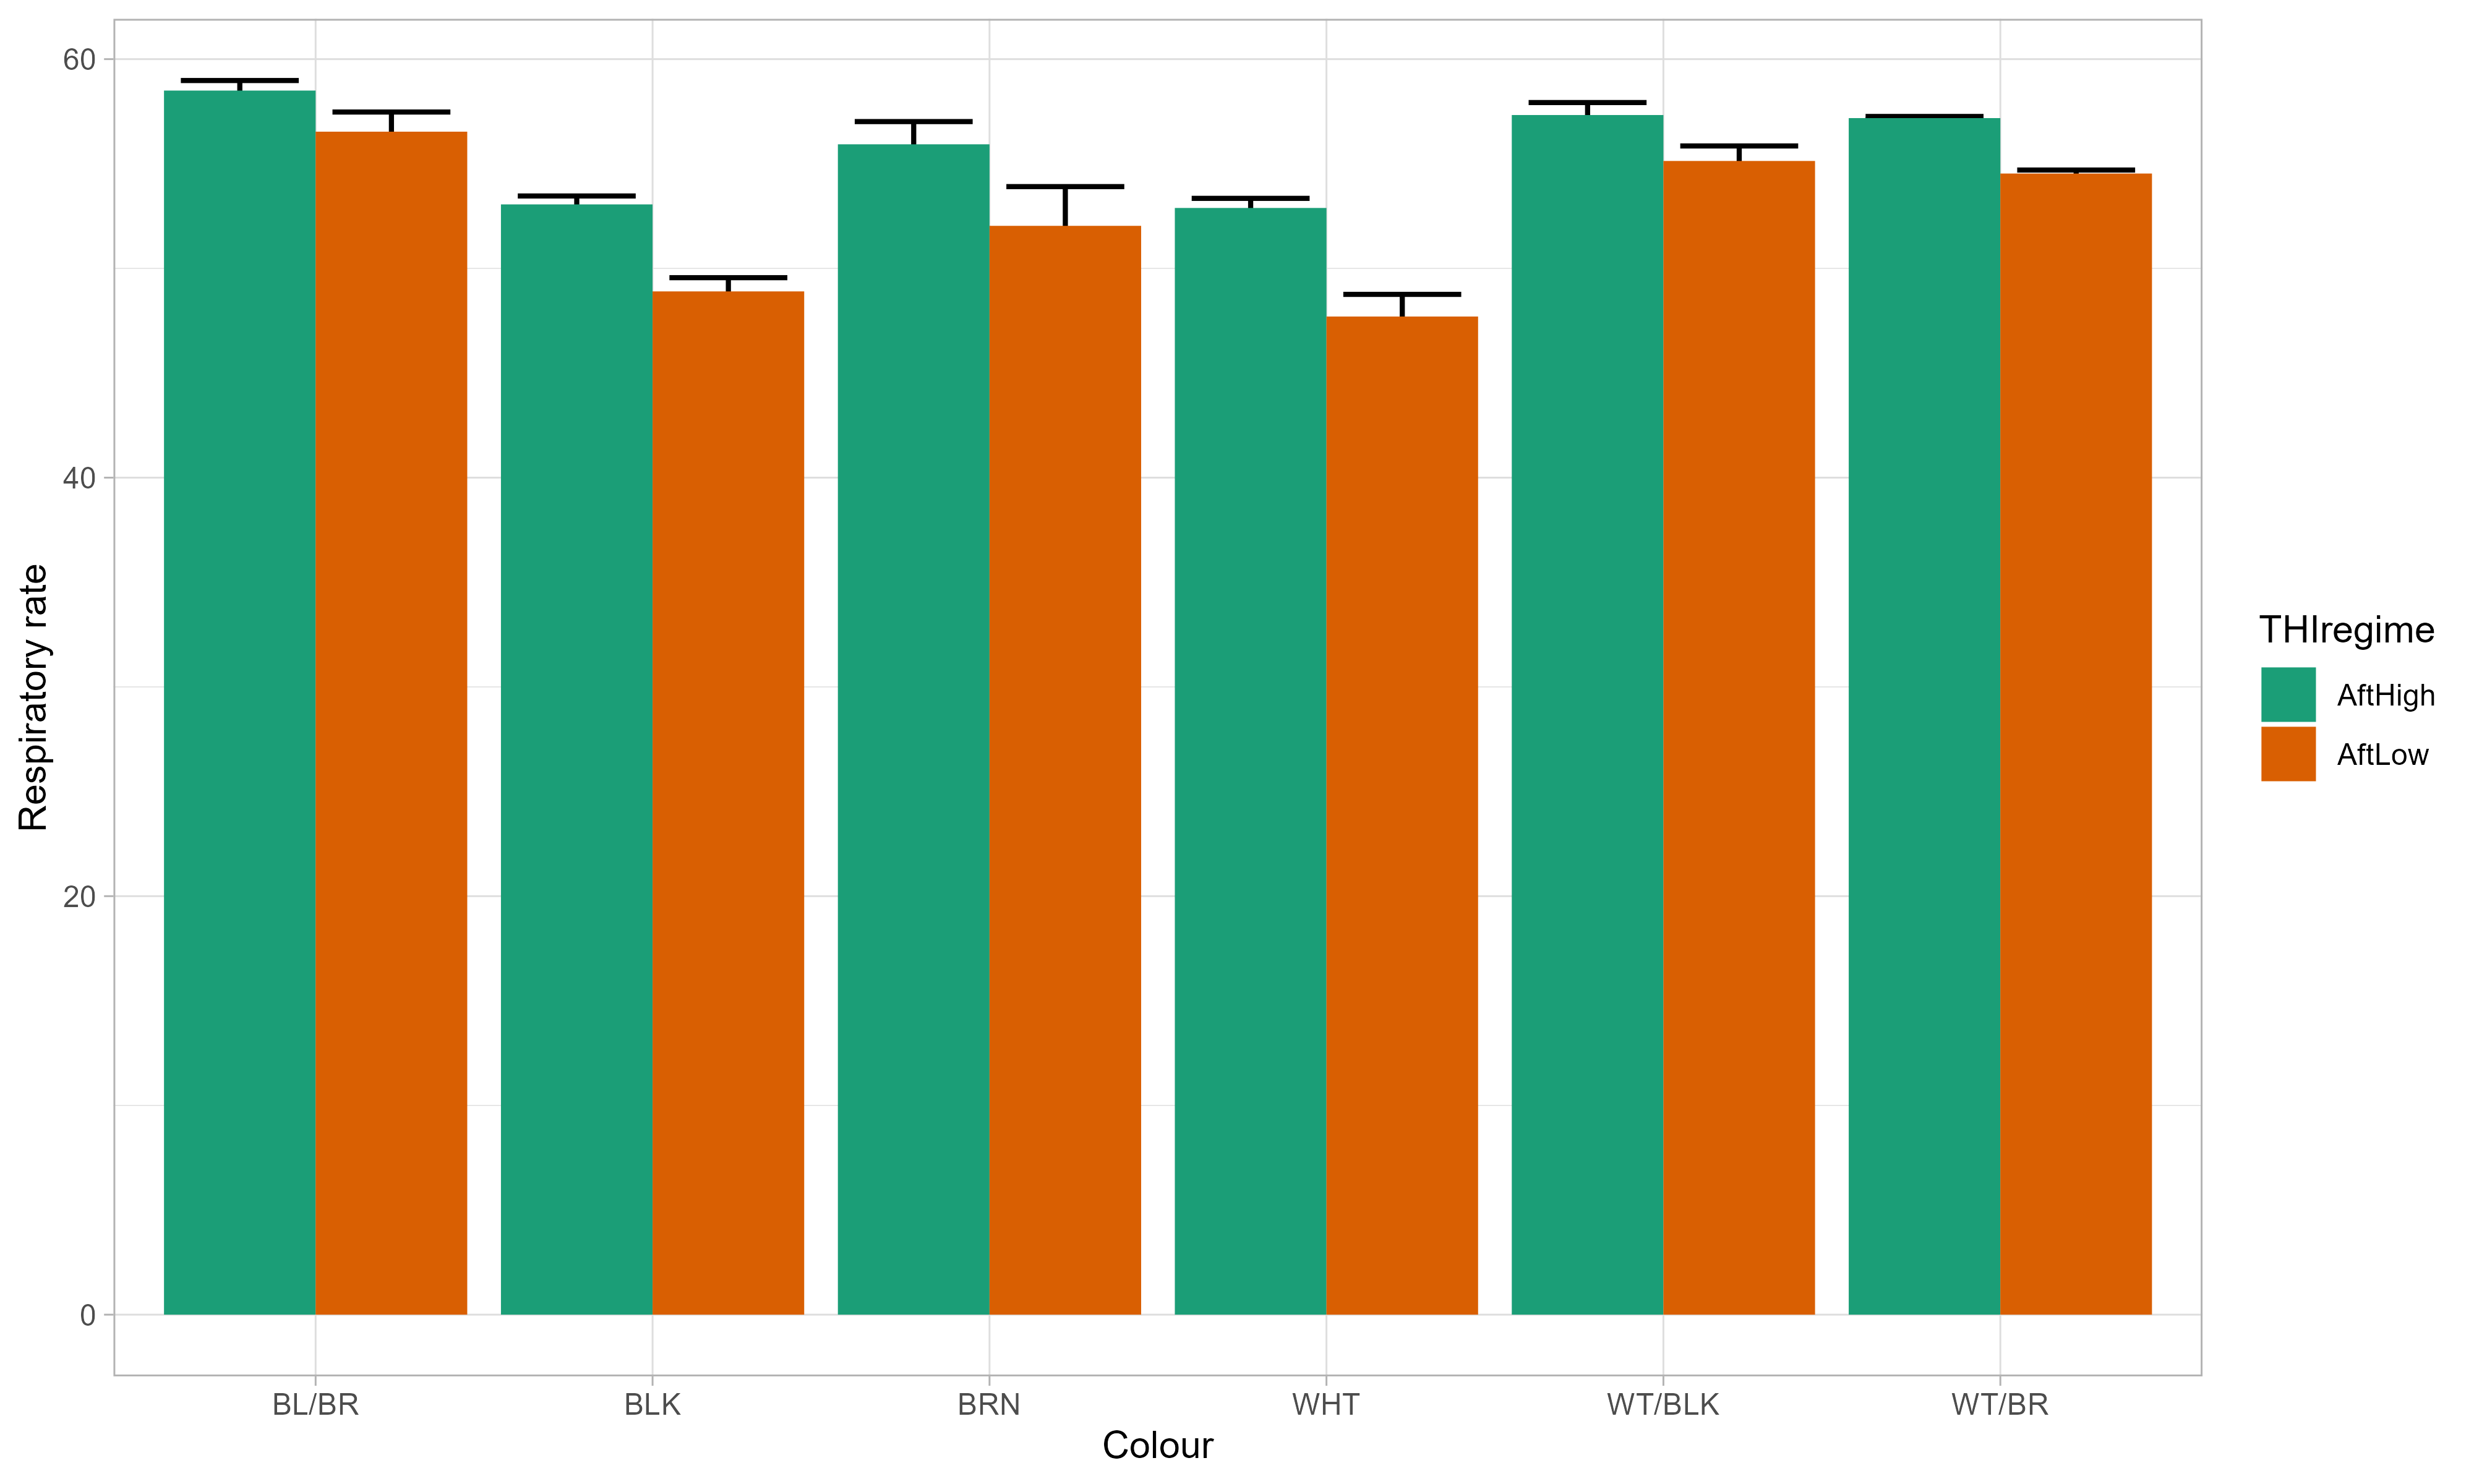 60
40
20
0
Respiratory rate
BL/BR
BLK
BRN
WHT
WT/BLK
WT/BR
Colour
THIregime
AftHigh
AftLow